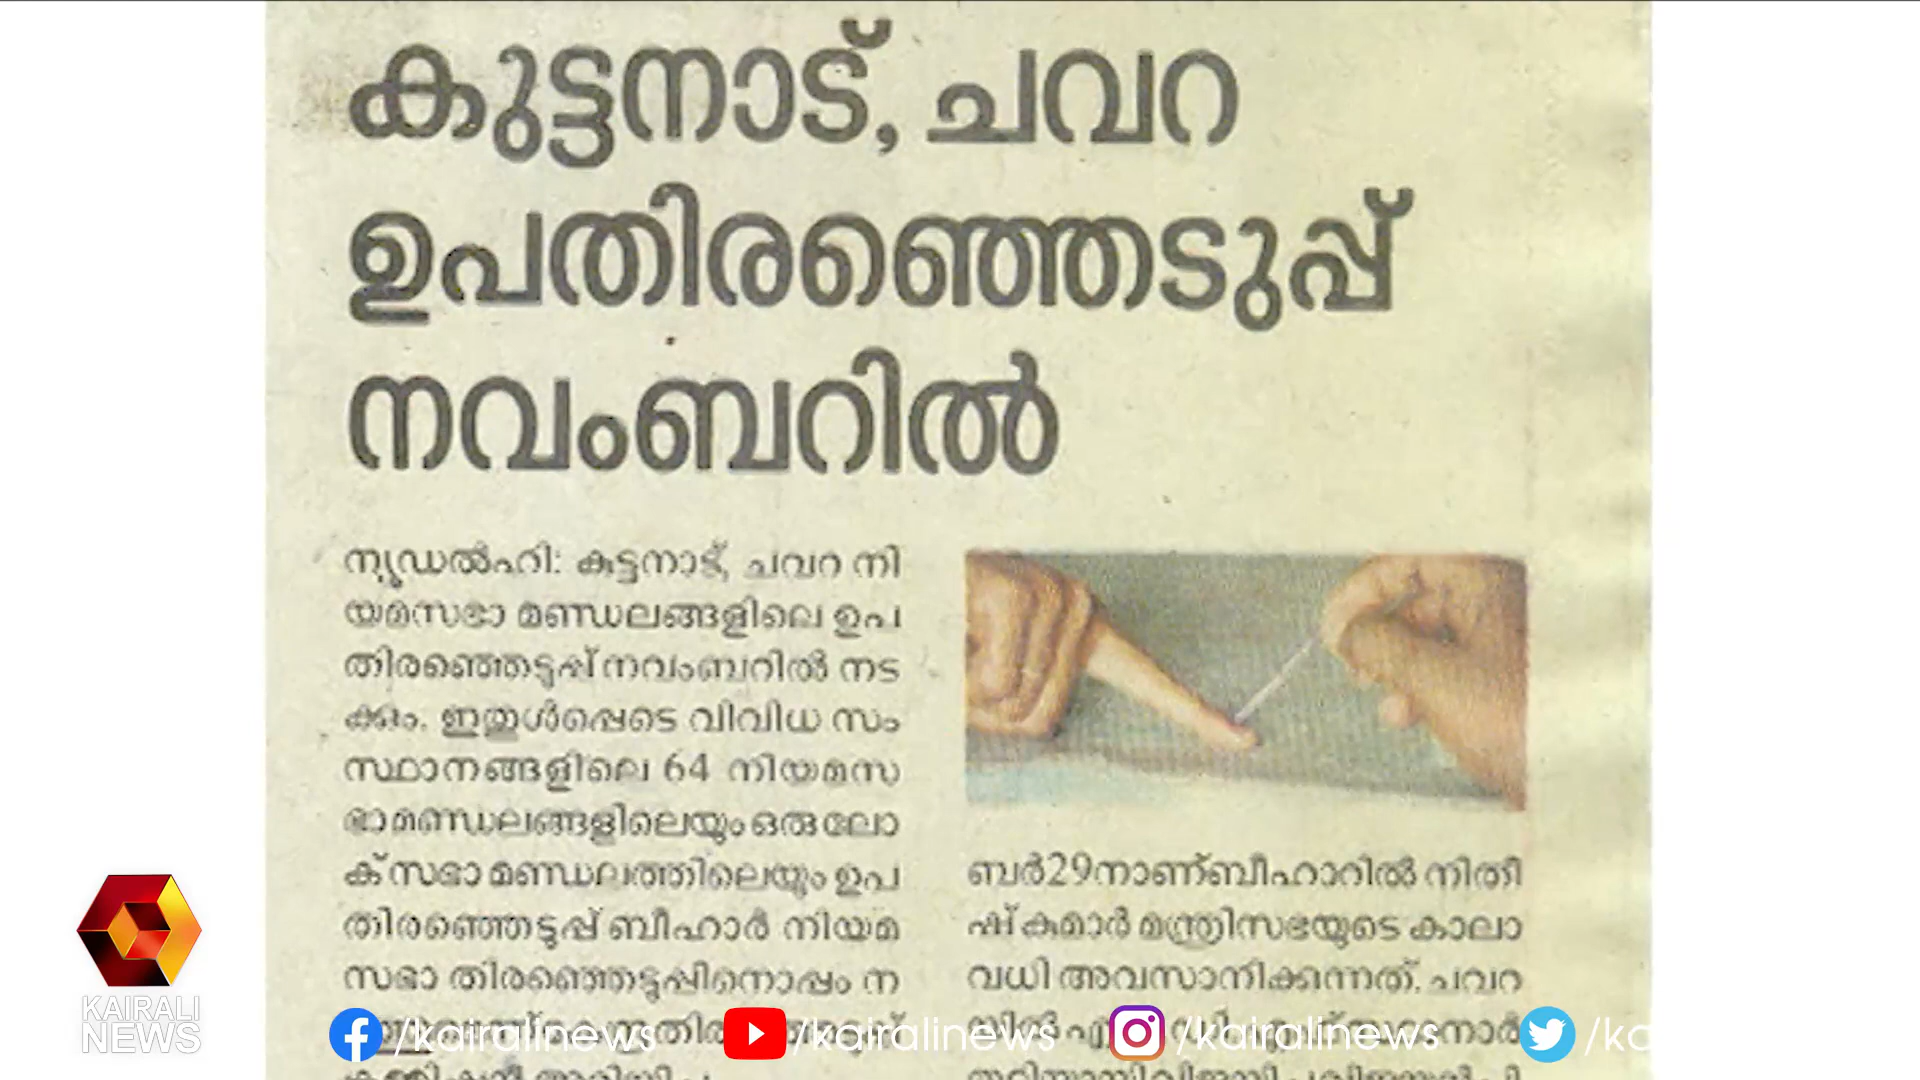 കുട്ടനാട്, ചവറ
ഉപതിരഞ്ഞെടുപ്പ്
നവംബറിൽ
ന്യൂഡൽഹി: കുട്ടനാട്, ചവറ നി
യമസഭാ മണ്ഡലങ്ങളിലെ ഉപ
തിരഞ്ഞെടുപ്പ് നവംബറിൽ നട
ക്കും. ഇതുൾപ്പെടെ വിവിധ സം
സ്ഥാനങ്ങളിലെ 64 നിയമസ
ഭാ മണ്ഡലങ്ങളിലെയും ഒരു ലോ
ക്സഭാ മണ്ഡലത്തിലെയും ഉപ
തിരഞ്ഞെടുപ്പ് ബീഹാർ നിയമ
സഭാ തിരഞ്ഞെടുപ്പിനൊപ്പം ന
ബർ 29നാണ് ബീഹാറിൽ നിതീ
ഷ് കുമാർ മന്ത്രിസഭയുടെ കാലാ
വധി അവസാനിക്കുന്നത്. ചവറ
KAIRALI
NEWS
/kairalinews
/kairalinews
/kairalinews